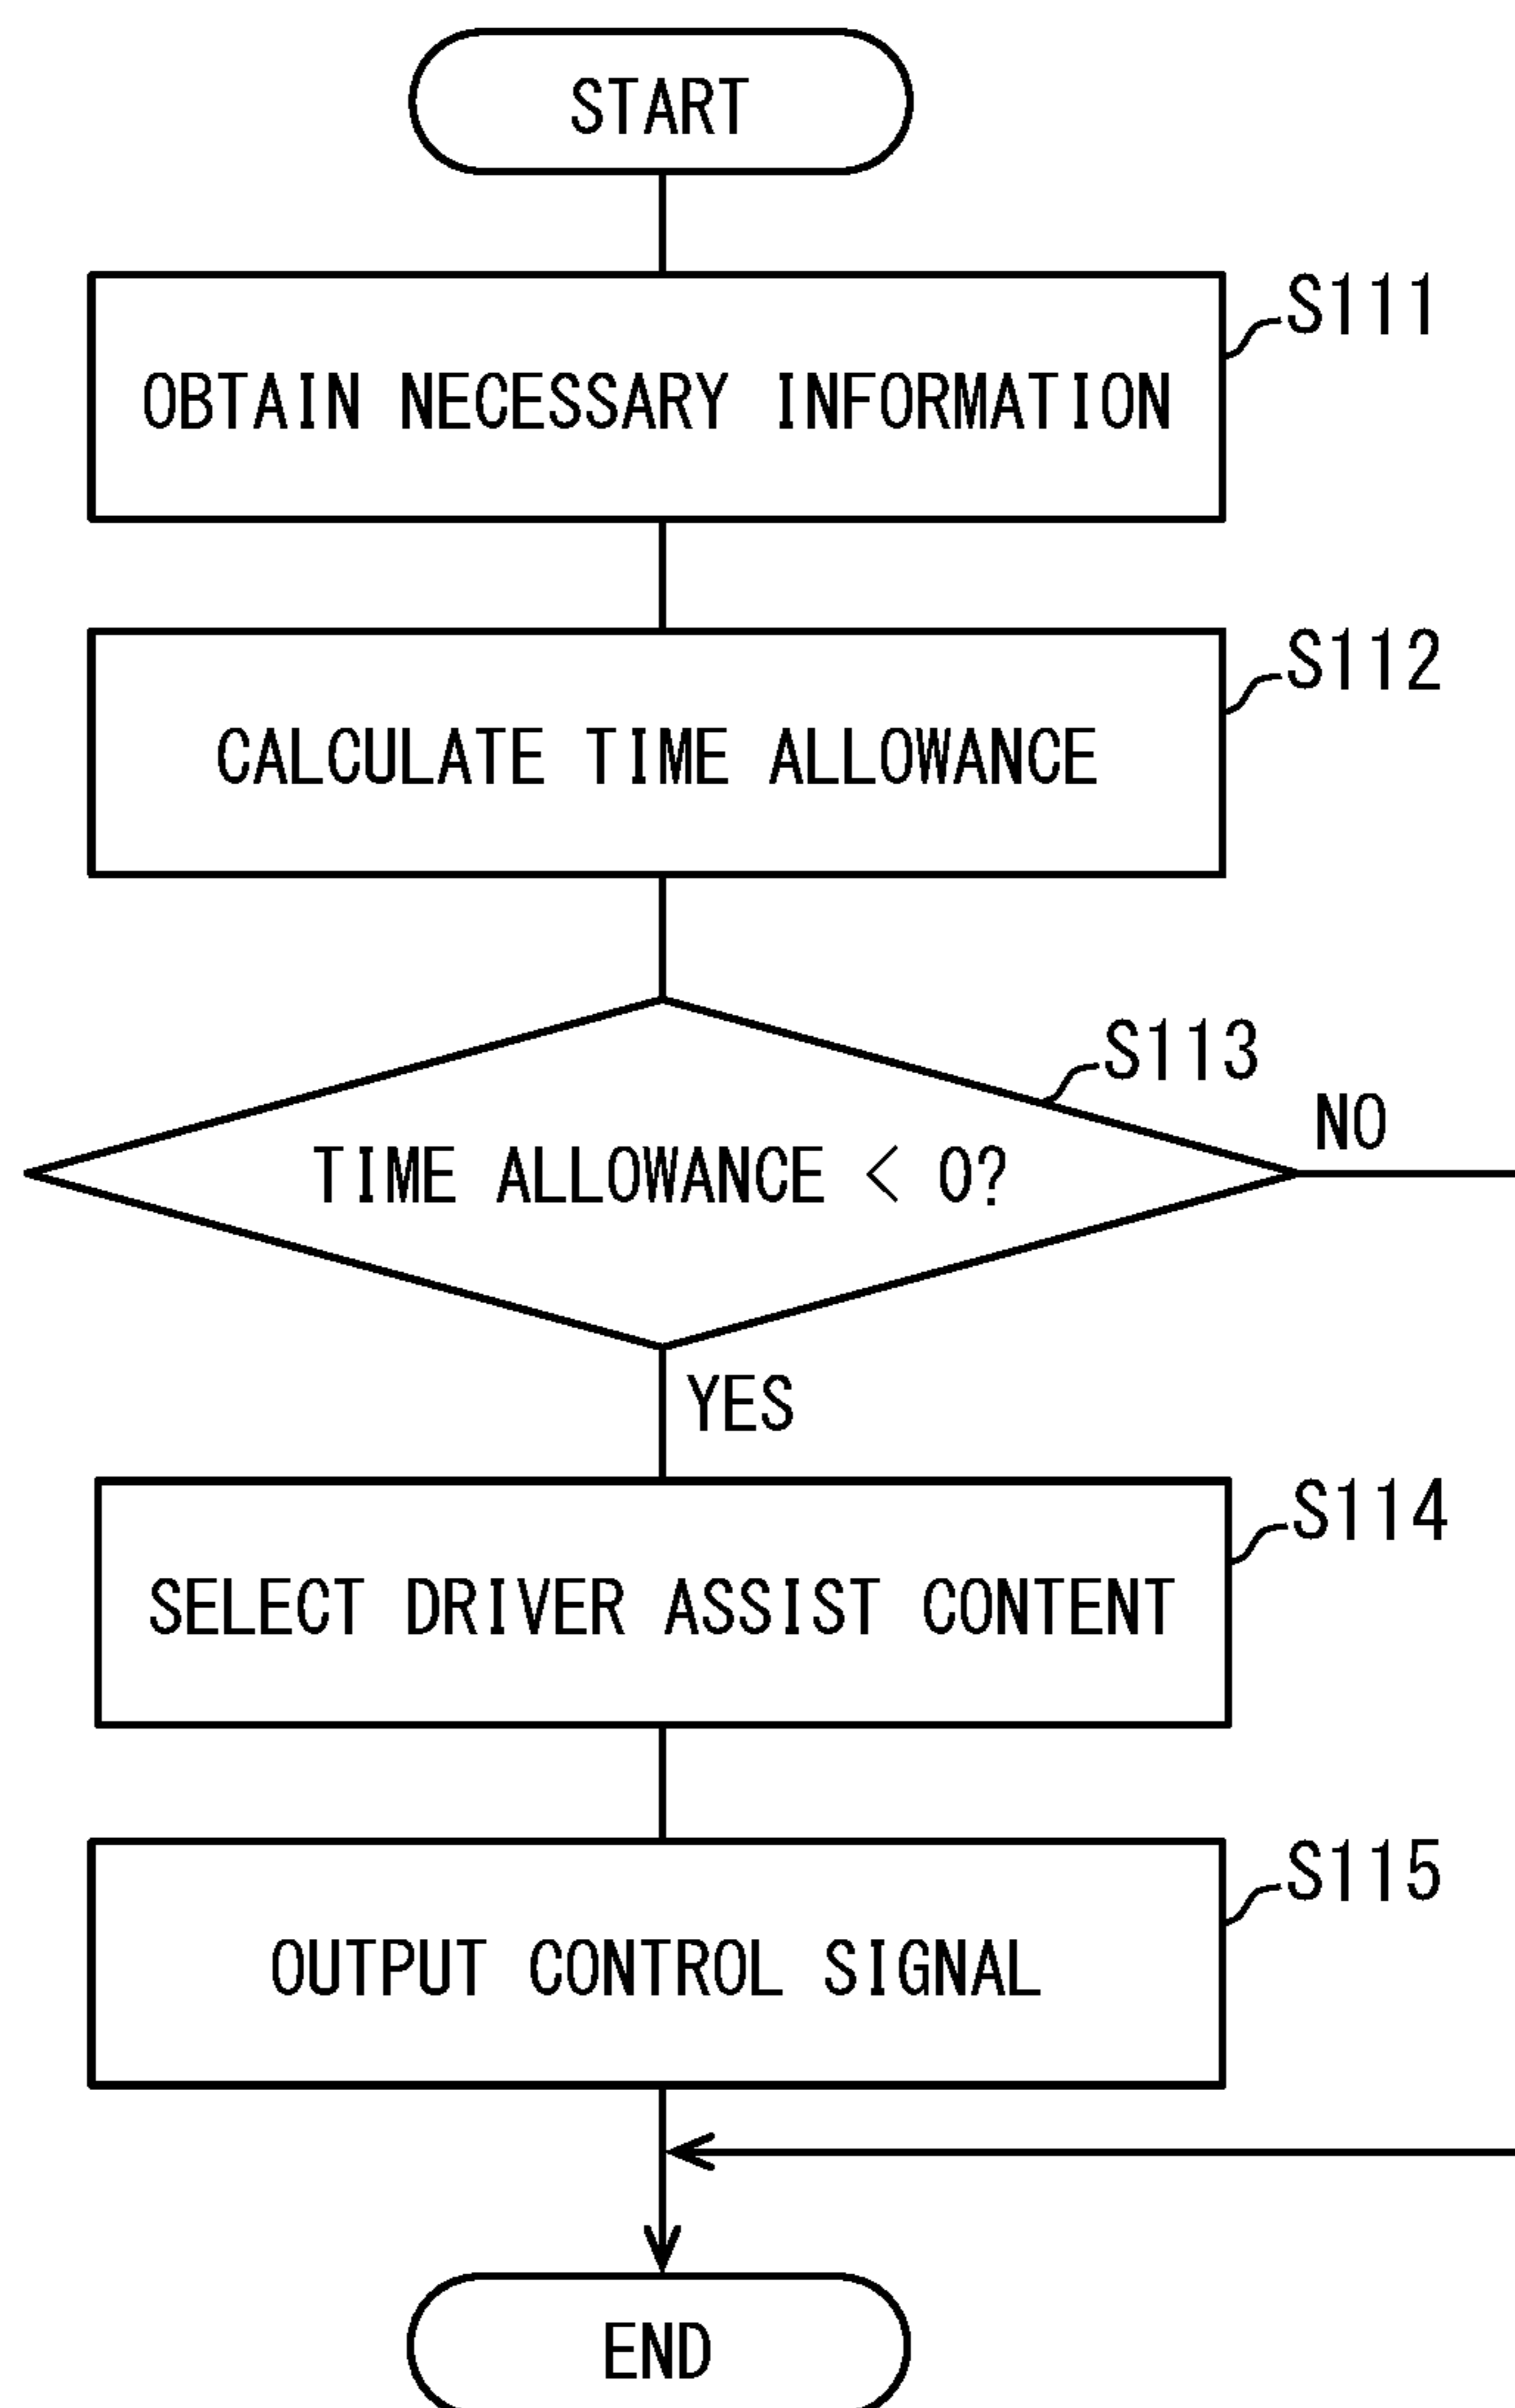 START
S111
OBTAIN NECESSARY INFORMATION
S112
CALCULATE TIME ALLOWANCE
S113
NO
TIME ALLOWANCE < 0?
YES
S114
SELECT DRIVER ASSIST CONTENT
S115
OUTPUT CONTROL SIGNAL
END